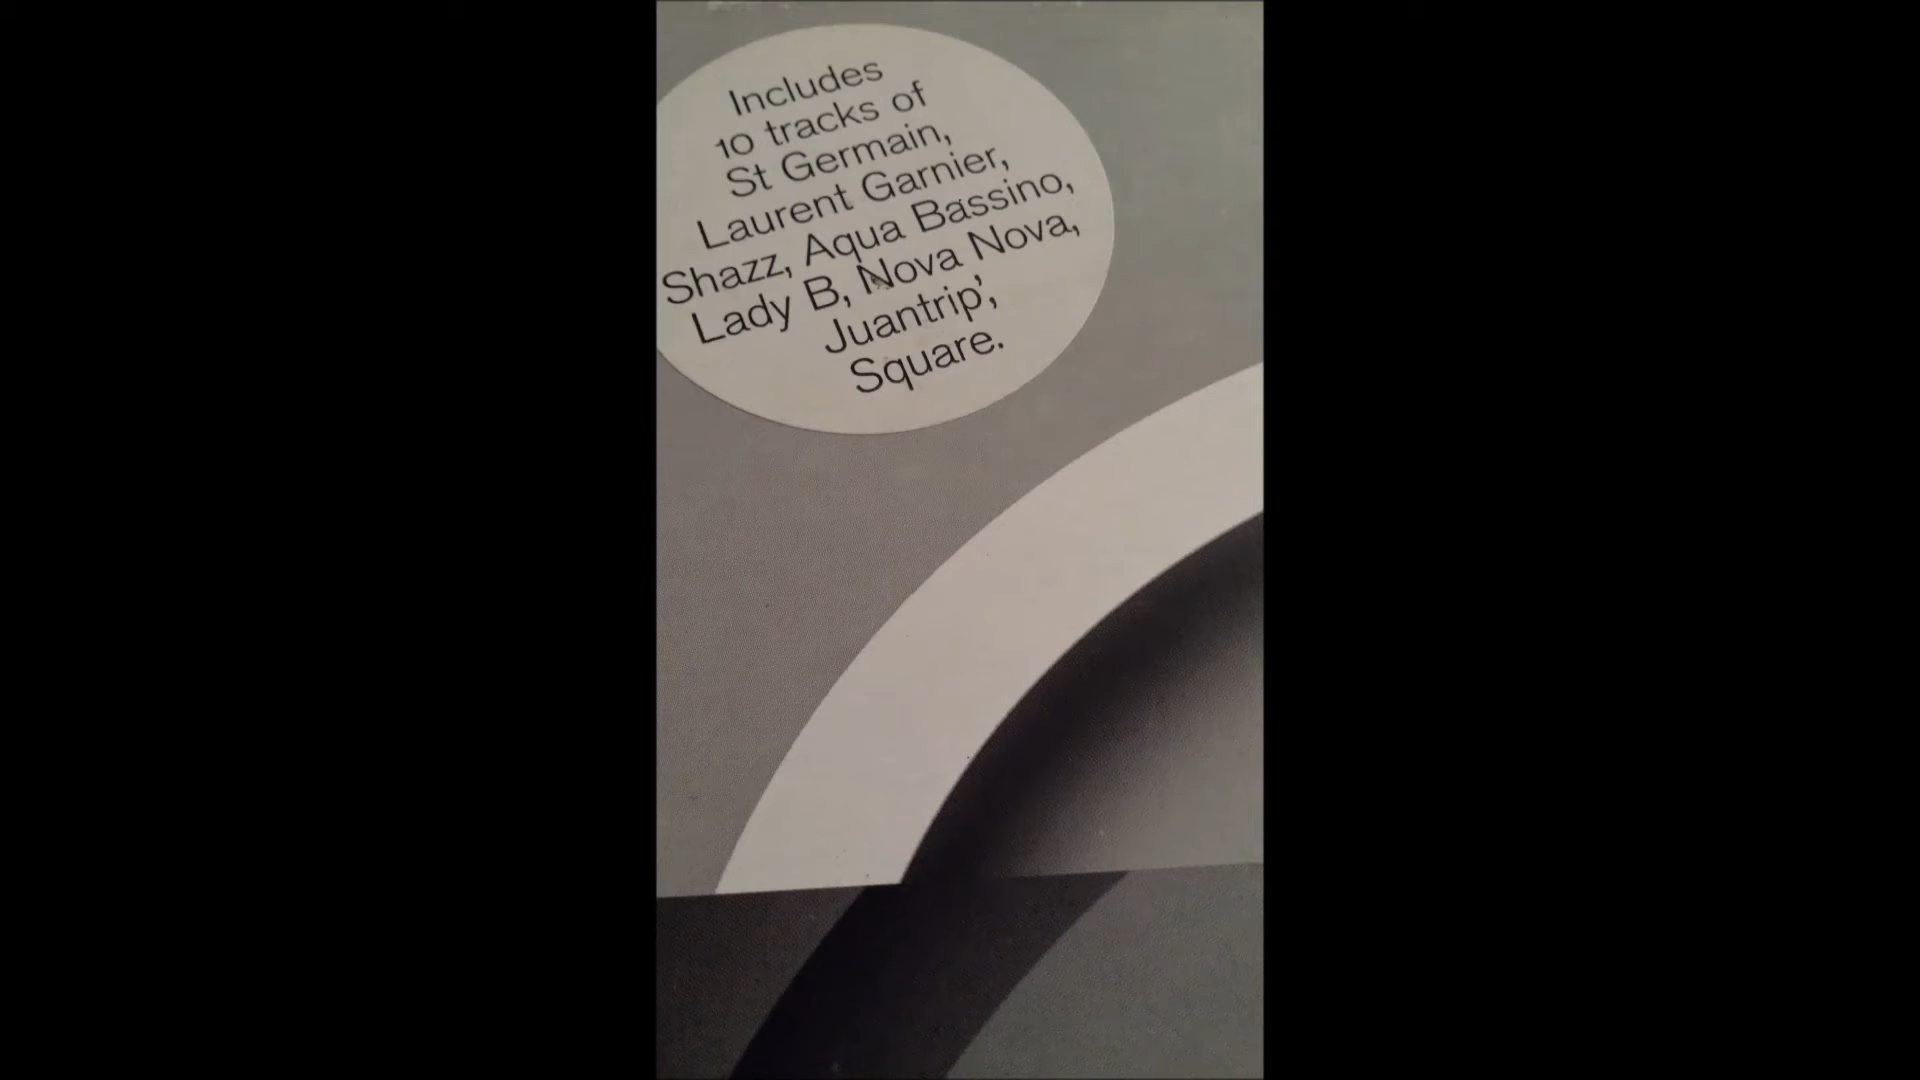 Includes
10 tracks of
St Germain,
Laurent Garnier,
Shazz, Aqua Bassino,
Lady B, Nova Nova,
Juantrip',
Square.